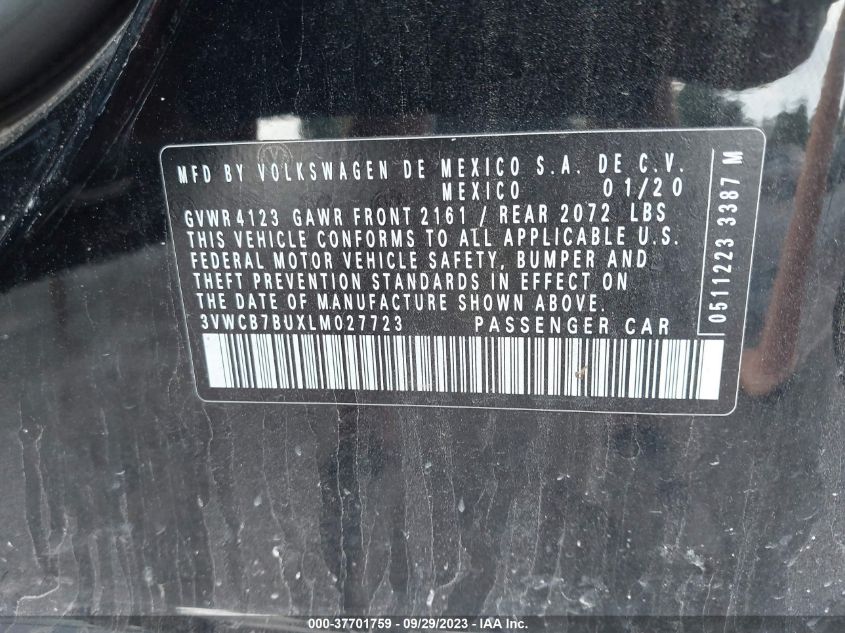 MFD BY VOLKSWAGEN DE MEXICO S.A. DE C.V.
MEXICO 01/20
GVWR 4123 GAWR FRONT 2161 / REAR 2072 LBS
THIS VEHICLE CONFORMS TO ALL APPLICABLE U.S.
FEDERAL MOTOR VEHICLE SAFETY, BUMPER AND
THEFT PREVENTION STANDARDS IN EFFECT ON
THE DATE OF MANUFACTURE SHOWN ABOVE.
3VWCB7BUXLM027723 PASSENGER CAR
0511223 3387 M
000-37701759 - 09/29/2023 - IAA Inc.